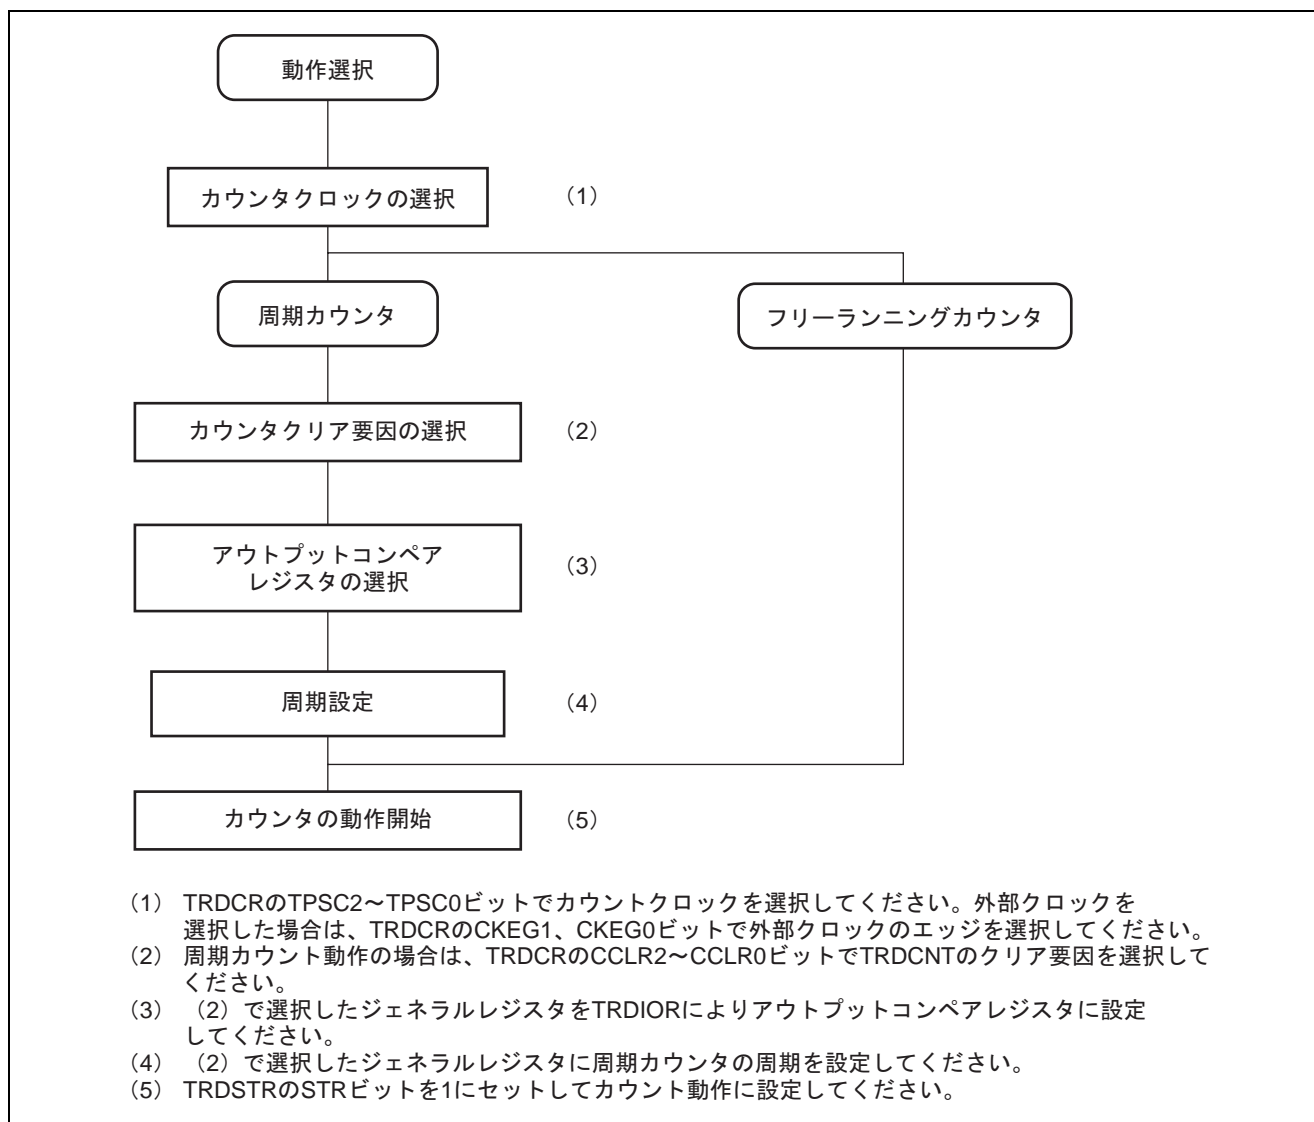 動作選択
カウンタクロックの選択
（1）
周期カウンタ
フリーランニングカウンタ
カウンタクリア要因の選択
（2）
アウトプットコンペア
レジスタの選択
（3）
周期設定
（4）
カウンタの動作開始
（5）
（1） TRDCRのTPSC2～TPSC0ビットでカウントクロックを選択してください。外部クロックを
選択した場合は、TRDCRのCKEG1、CKEG0ビットで外部クロックのエッジを選択してください。
（2） 周期カウント動作の場合は、TRDCRのCCLR2～CCLR0ビットでTRDCNTのクリア要因を選択して
ください。
（3） （2）で選択したジェネラルレジスタをTRDIORによりアウトプットコンペアレジスタに設定
してください。
（4） （2）で選択したジェネラルレジスタに周期カウンタの周期を設定してください。
（5） TRDSTRのSTRビットを1にセットしてカウント動作に設定してください。